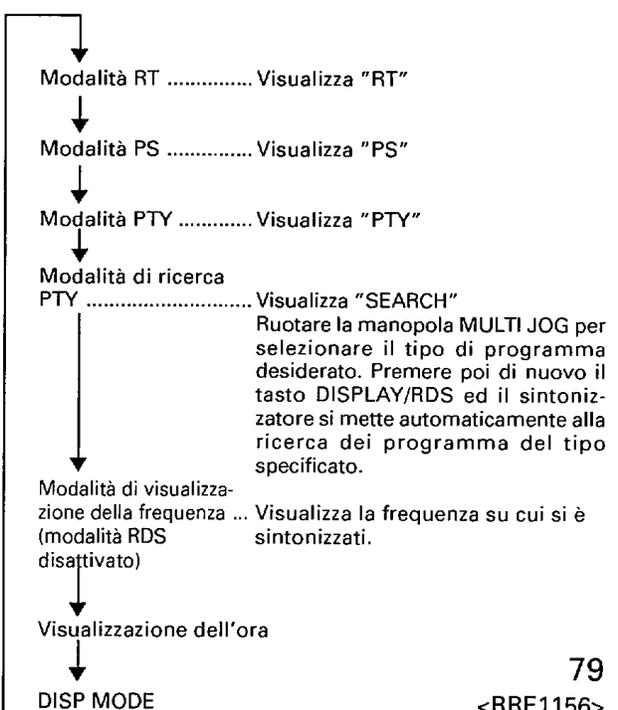 Modalità RT ............... Visualizza "RT"
Modalità PS ............... Visualizza "PS"
Modalità PTY ............. Visualizza "PTY"
Modalità di ricerca
PTY ............................ Visualizza "SEARCH"
Ruotare la manopola MULTI JOG per
selezionare il tipo di programma
desiderato. Premere poi di nuovo il
tasto DISPLAY/RDS ed il sintoniz-
zatore si mette automaticamente alla
ricerca dei programma del tipo
specificato.
Modalità di visualizza-
zione della frequenza ... Visualizza la frequenza su cui si è
(modalità RDS sintonizzati.
disattivato)
Visualizzazione dell'ora
DISP MODE
79
<RRE1156>